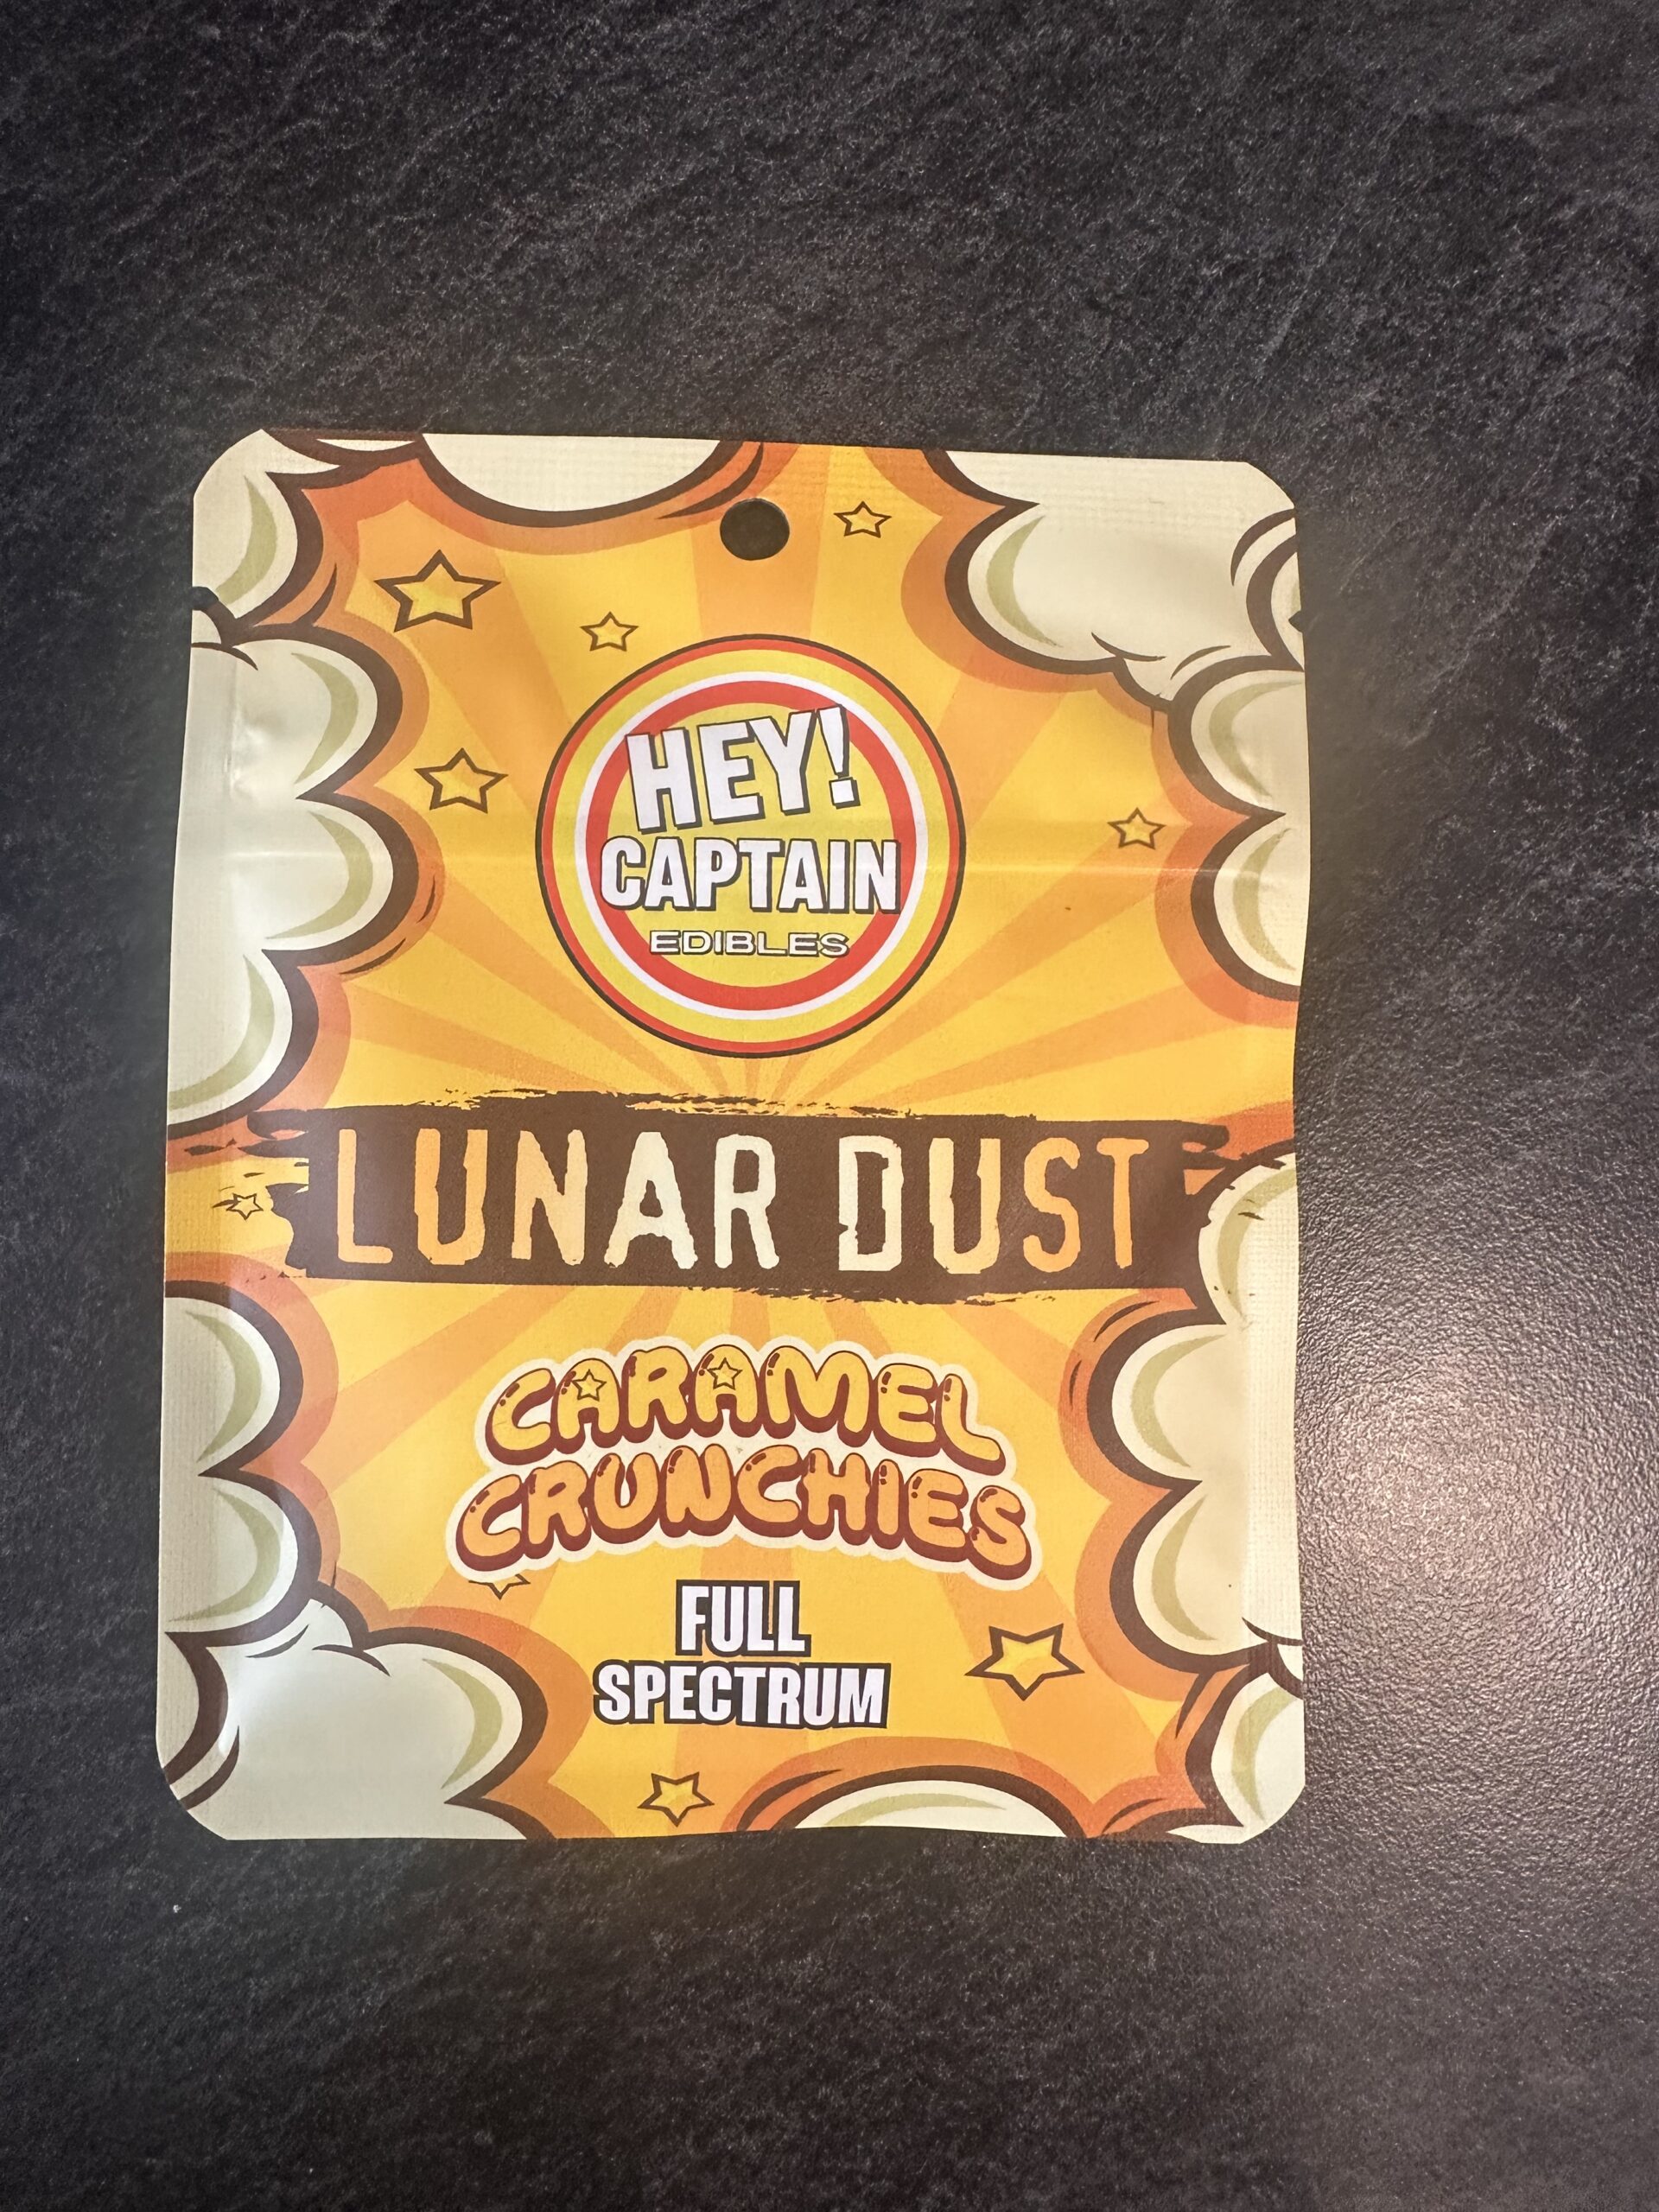 HEY!
CAPTAIN
EDIBLES
LUNAR DUST
CARAMEL
CRUNCHIES
FULL
SPECTRUM